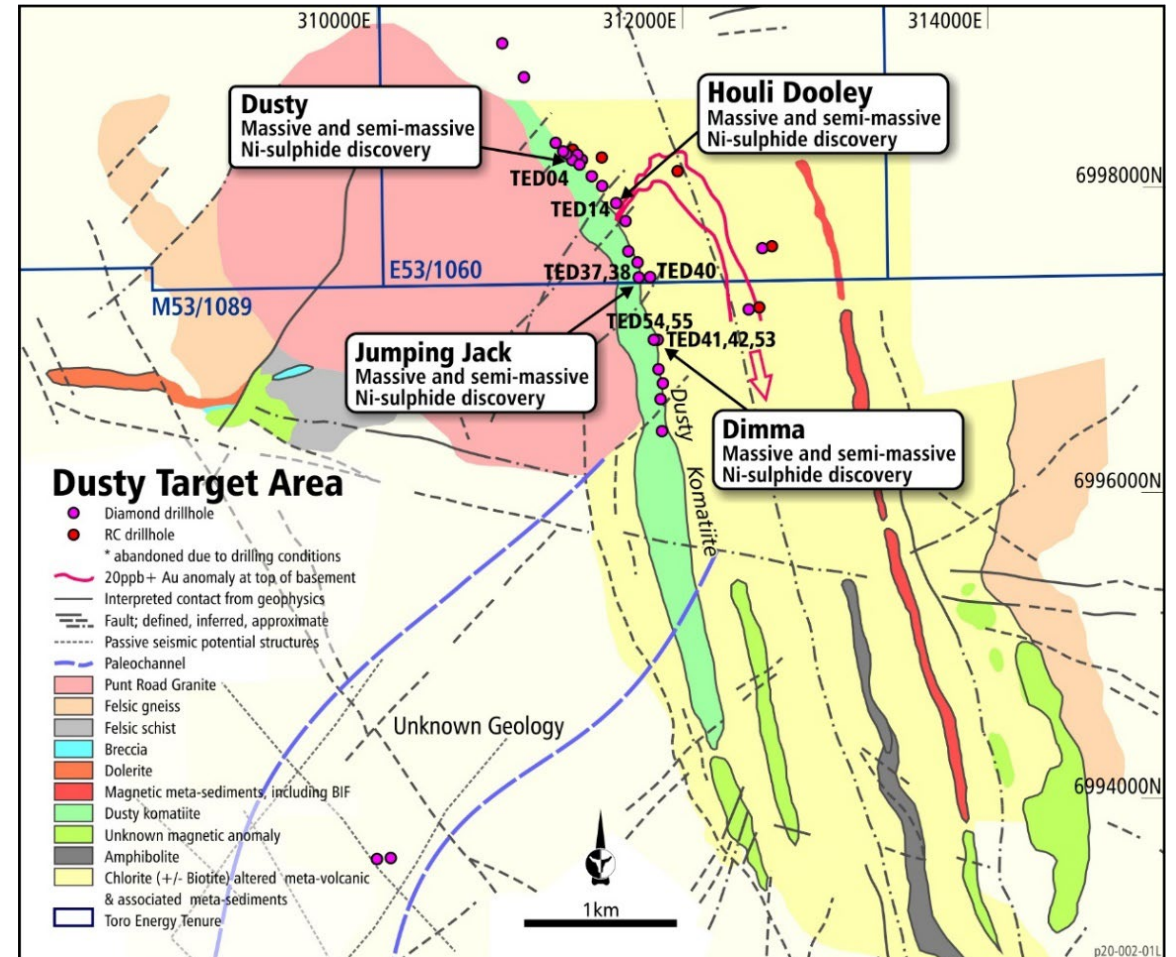 310000E
312000E
314000E
Dusty
Massive and semi-massive
Ni-sulphide discovery
Houli Dooley
Massive and semi-massive
Ni-sulphide discovery
TED04
6998000N
TED14
E53/1060
TED37,38
TED40
M53/1089
TED54,55
TED41,42,53
Jumping Jack
Massive and semi-massive
Ni-sulphide discovery
Dusty Komatiite
Dimma
Massive and semi-massive
Ni-sulphide discovery
6996000N
Dusty Target Area
Diamond drillhole
RC drillhole
* abandoned due to drilling conditions
20ppb+ Au anomaly at top of basement
Interpreted contact from geophysics
Fault; defined, inferred, approximate
Passive seismic potential structures
Paleochannel
Punt Road Granite
Felsic gneiss
Felsic schist
Breccia
Dolerite
Magnetic meta-sediments, including BIF
Dusty komatiite
Unknown magnetic anomaly
Amphibolite
Chlorite (+/- Biotite) altered meta-volcanic
& associated meta-sediments
Toro Energy Tenure
Unknown Geology
6994000N
1km
p20-002-01L